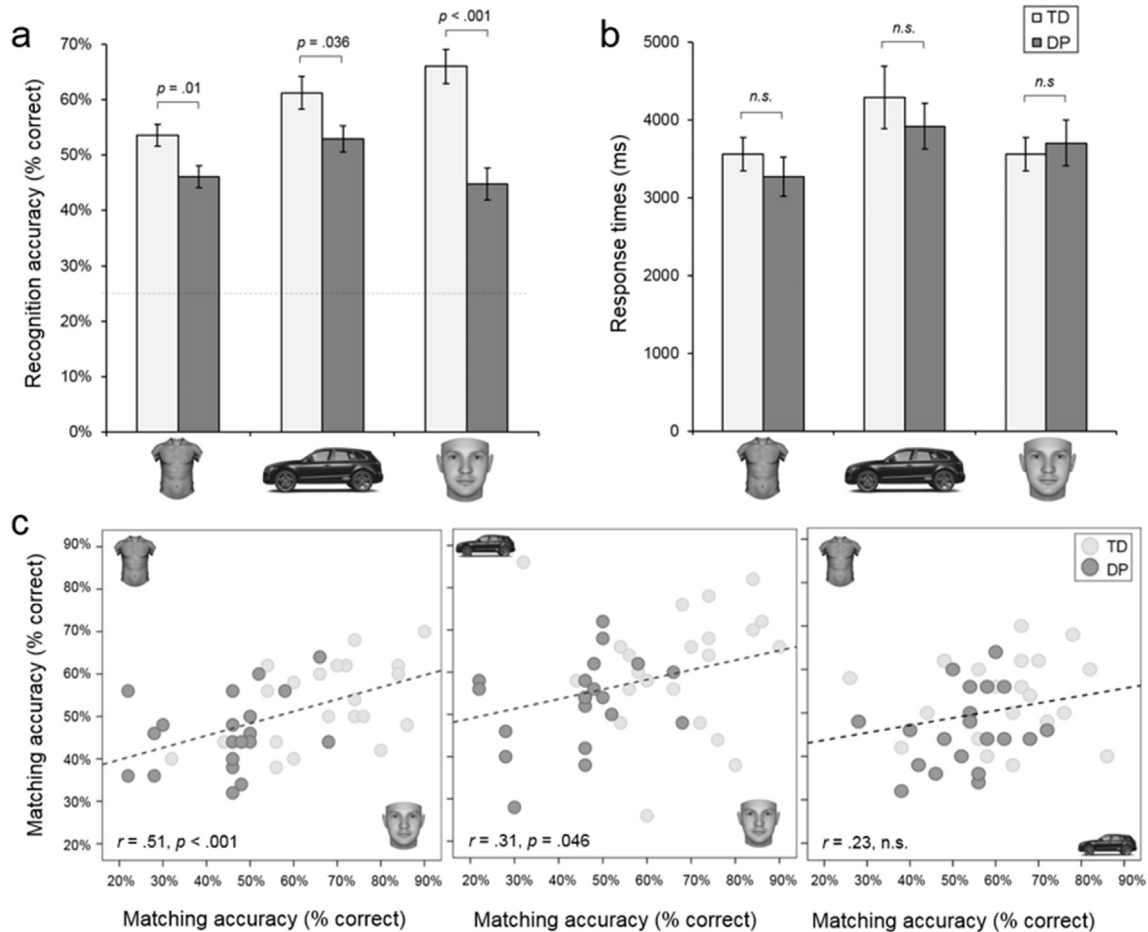 a
Recognition accuracy (% correct)
70%
60%
50%
40%
30%
20%
10%
0%
p = .01
p = .036
p < .001
b
TD
DP
Response times (ms)
5000
4000
3000
2000
1000
0
n.s.
n.s.
n.s
c
Matching accuracy (% correct)
90%
80%
70%
60%
50%
40%
30%
20%
r = .51, p < .001
20% 30% 40% 50% 60% 70% 80% 90%
Matching accuracy (% correct)
r = .31, p = .046
20% 30% 40% 50% 60% 70% 80% 90%
Matching accuracy (% correct)
TD
DP
r = .23, n.s.
20% 30% 40% 50% 60% 70% 80% 90%
Matching accuracy (% correct)